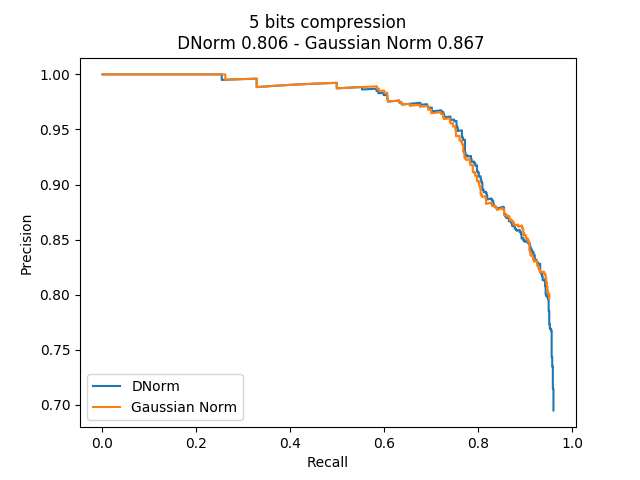 5 bits compression
DNorm 0.806 - Gaussian Norm 0.867
1.00
0.95
0.90
0.85
0.80
0.75
0.70
Precision
DNorm
Gaussian Norm
0.0 0.2 0.4 0.6 0.8 1.0
Recall